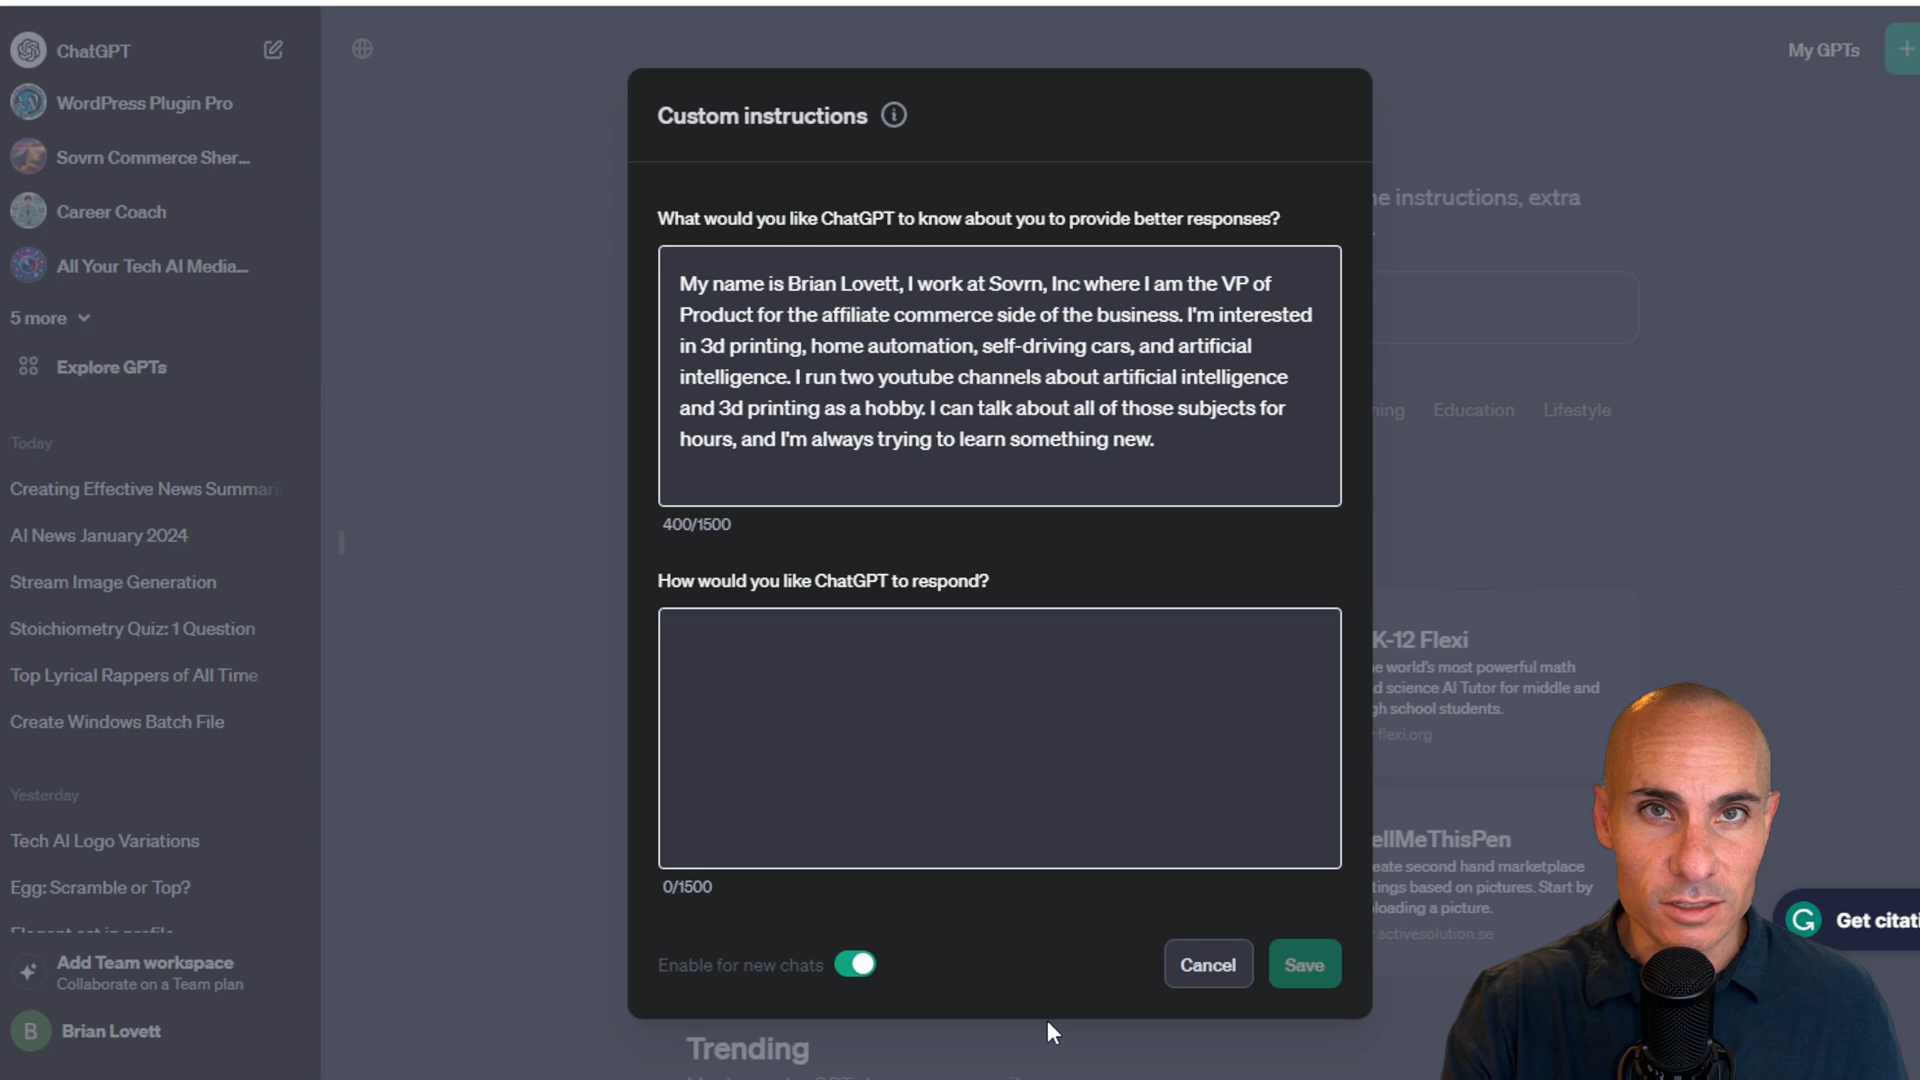 ChatGPT
WordPress Plugin Pro
Sovrn Commerce Sher...
Career Coach
All Your Tech AI Media...
5 more
Explore GPTs
Today
Creating Effective News Summari
AI News January 2024
Stream Image Generation
Stoichiometry Quiz: 1 Question
Top Lyrical Rappers of All Time
Create Windows Batch File
Yesterday
Tech AI Logo Variations
Egg: Scramble or Top?
Add Team workspace
Collaborate on a Team plan
B
Brian Lovett
My GPTs
Custom instructions
What would you like ChatGPT to know about you to provide better responses?
My name is Brian Lovett, I work at Sovrn, Inc where I am the VP of
Product for the affiliate commerce side of the business. I'm interested
in 3d printing, home automation, self-driving cars, and artificial
intelligence. I run two youtube channels about artificial intelligence
and 3d printing as a hobby. I can talk about all of those subjects for
hours, and I'm always trying to learn something new.
400/1500
How would you like ChatGPT to respond?
0/1500
Enable for new chats
Cancel
Save
instructions, extra
Education
Lifestyle
K-12 Flexi
world's most powerful math
science AI Tutor for middle and
school students.
flexi.org
ellMeThisPen
eate second hand marketplace
tings based on pictures. Start by
loading a picture.
activesolution.se
G
Get citati
Trending